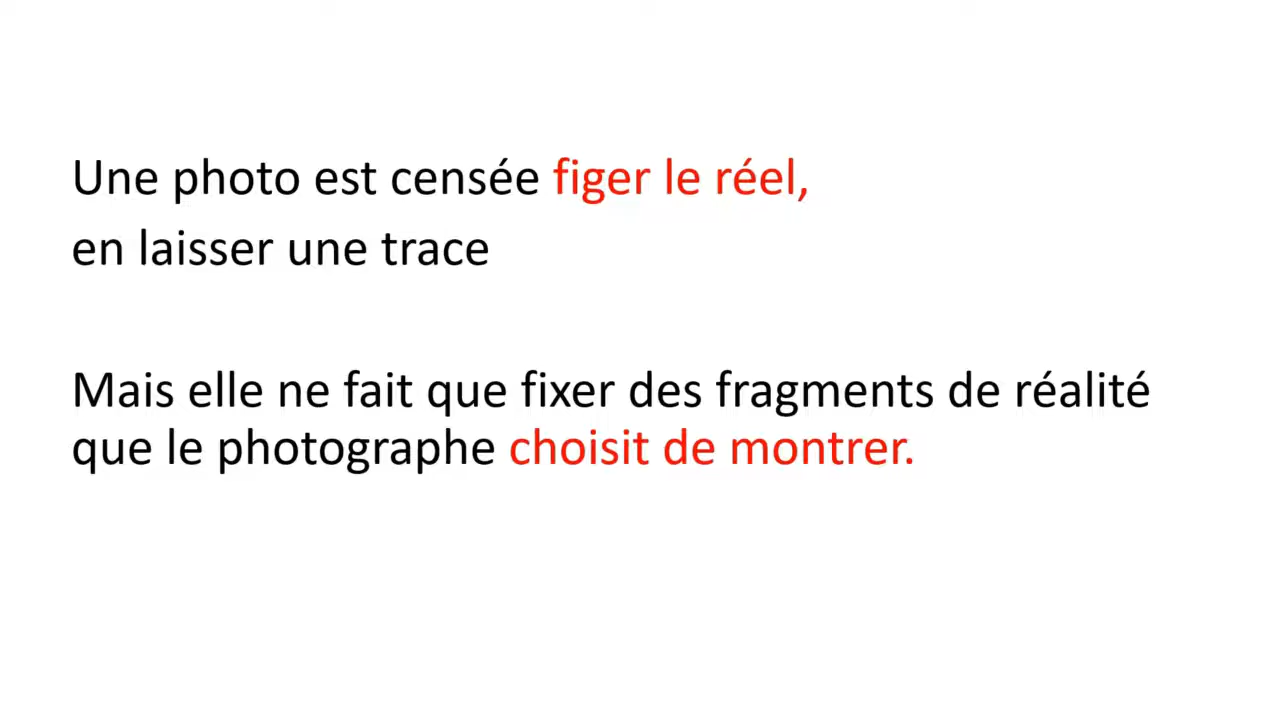 Une photo est censée figer le réel,
en laisser une trace
Mais elle ne fait que fixer des fragments de réalité
que le photographe choisit de montrer.